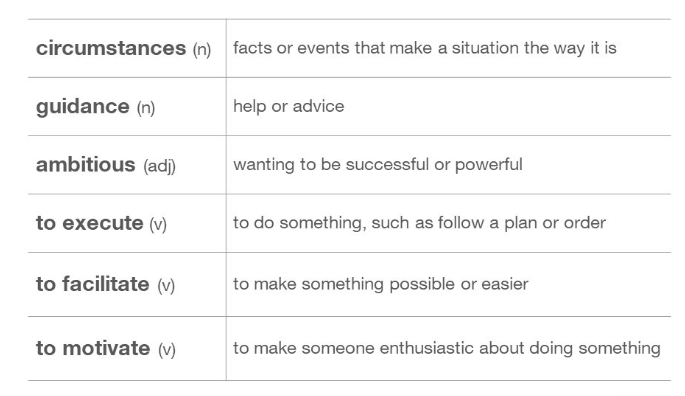 circumstances (n) facts or events that make a situation the way it is
guidance (n) help or advice
ambitious (adj) wanting to be successful or powerful
to execute (v) to do something, such as follow a plan or order
to facilitate (v) to make something possible or easier
to motivate (v) to make someone enthusiastic about doing something